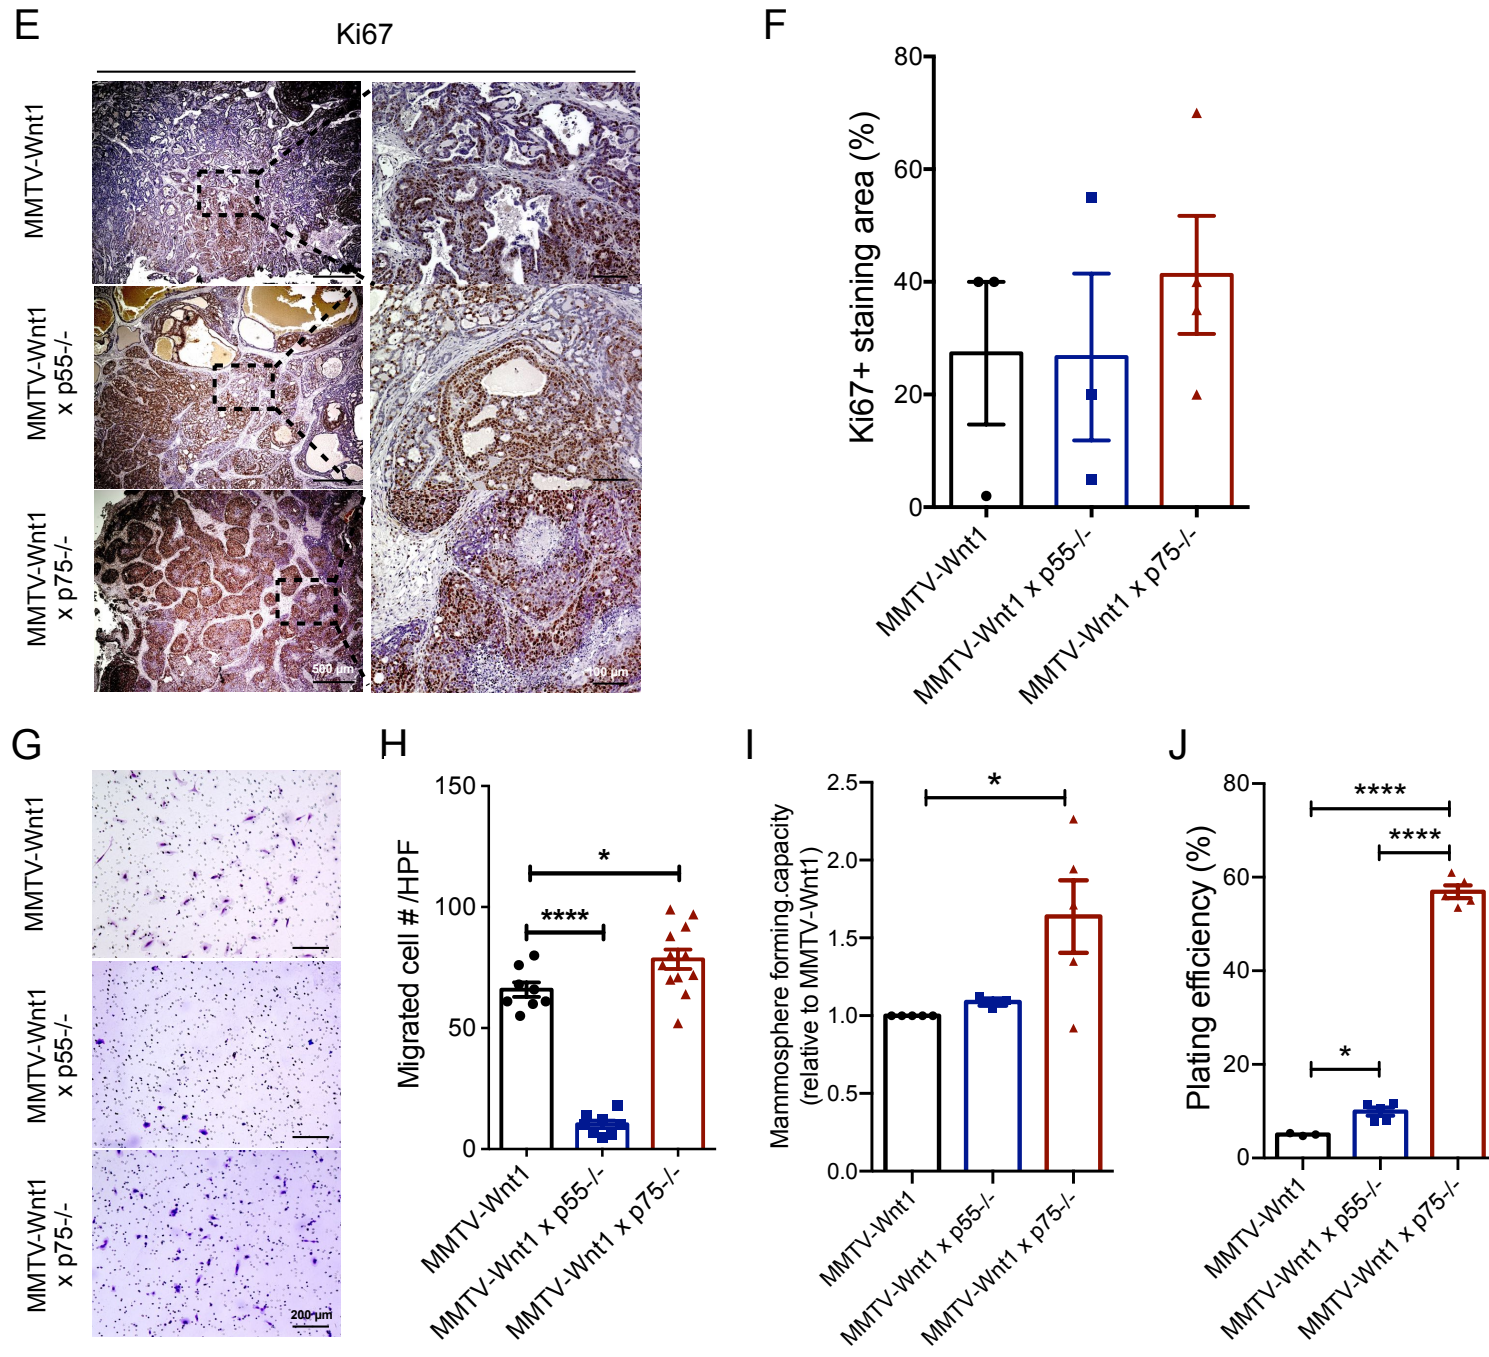 E
Ki67
MMTV-Wnt1
MMTV-Wnt1
x p55-/-
MMTV-Wnt1
x p75-/-
500 µm
100 µm
F
Ki67+ staining area (%)
80
60
40
20
0
MMTV-Wnt1
MMTV-Wnt1 x p55-/-
MMTV-Wnt1 x p75-/-
G
MMTV-Wnt1
MMTV-Wnt1
x p55-/-
MMTV-Wnt1
x p75-/-
200 µm
H
Migrated cell # /HPF
150
100
50
0
*
****
MMTV-Wnt1
MMTV-Wnt1 x p55-/-
MMTV-Wnt1 x p75-/-
I
Mammosphere forming.capacity
(relative to MMTV-Wnt1)
2.5
2.0
1.5
1.0
0.5
0.0
*
MMTV-Wnt1
MMTV-Wnt1 x p55-/-
MMTV-Wnt1 x p75-/-
J
Plating efficiency (%)
80
60
40
20
0
****
****
*
MMTV-Wnt1
MMTV-Wnt1 x p55-/-
MMTV-Wnt1 x p75-/-